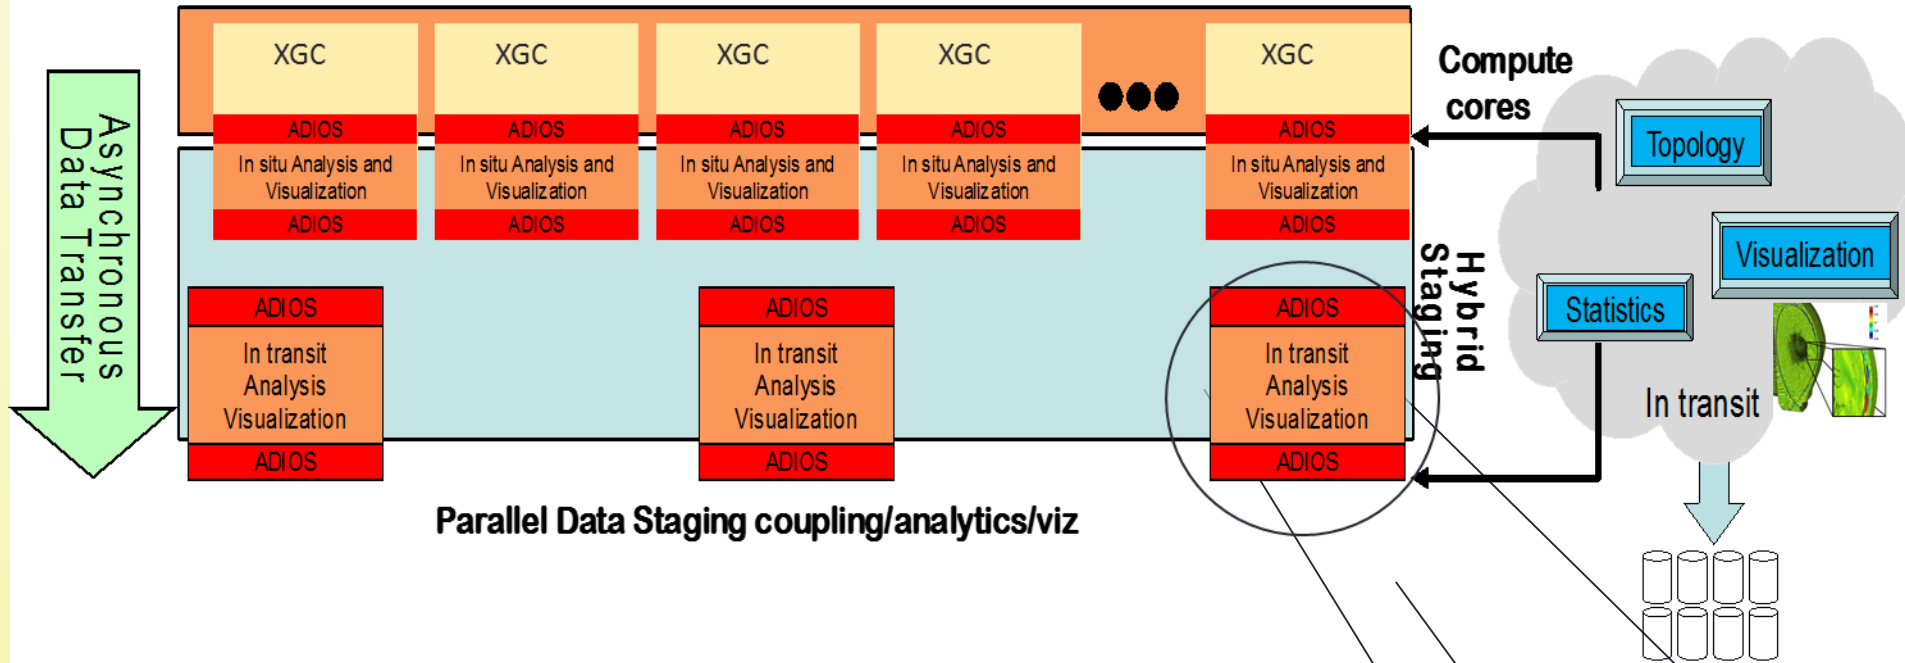 XGC
XGC
XGC
XGC
XGC
Compute
cores
ADIOS
ADIOS
ADIOS
ADIOS
ADIOS
Asynchronous
Data Transfer
In situ Analysis and
Visualization
In situ Analysis and
Visualization
In situ Analysis and
Visualization
In situ Analysis and
Visualization
In situ Analysis and
Visualization
ADIOS
ADIOS
ADIOS
ADIOS
ADIOS
Topology
Visualization
Statistics
Hybrid
Staging
ADIOS
ADIOS
ADIOS
In transit
Analysis
Visualization
In transit
Analysis
Visualization
In transit
Analysis
Visualization
In transit
ADIOS
ADIOS
ADIOS
Parallel Data Staging coupling/analytics/viz